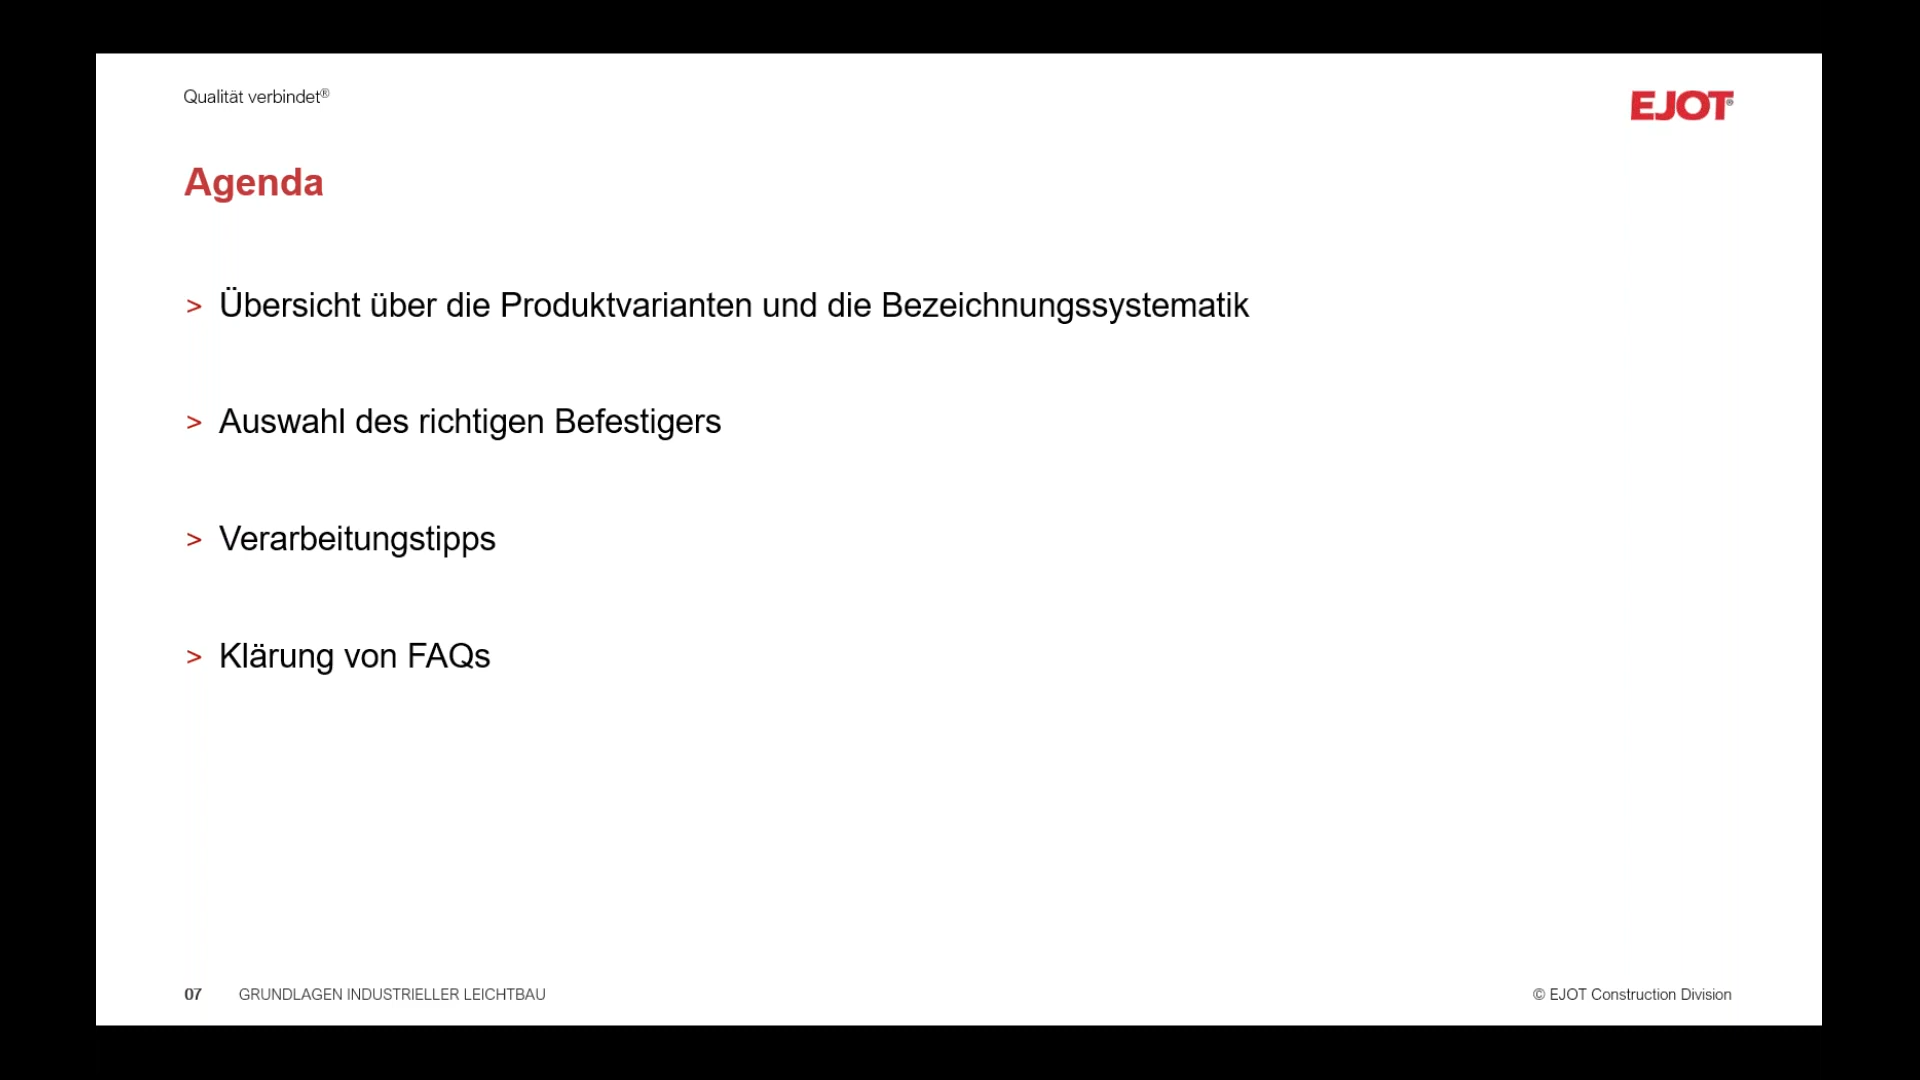 Qualität verbindet®
EJOT®
Agenda
> Übersicht über die Produktvarianten und die Bezeichnungssystematik
> Auswahl des richtigen Befestigers
> Verarbeitungstipps
> Klärung von FAQs
07 GRUNDLAGEN INDUSTRIELLER LEICHTBAU
© EJOT Construction Division